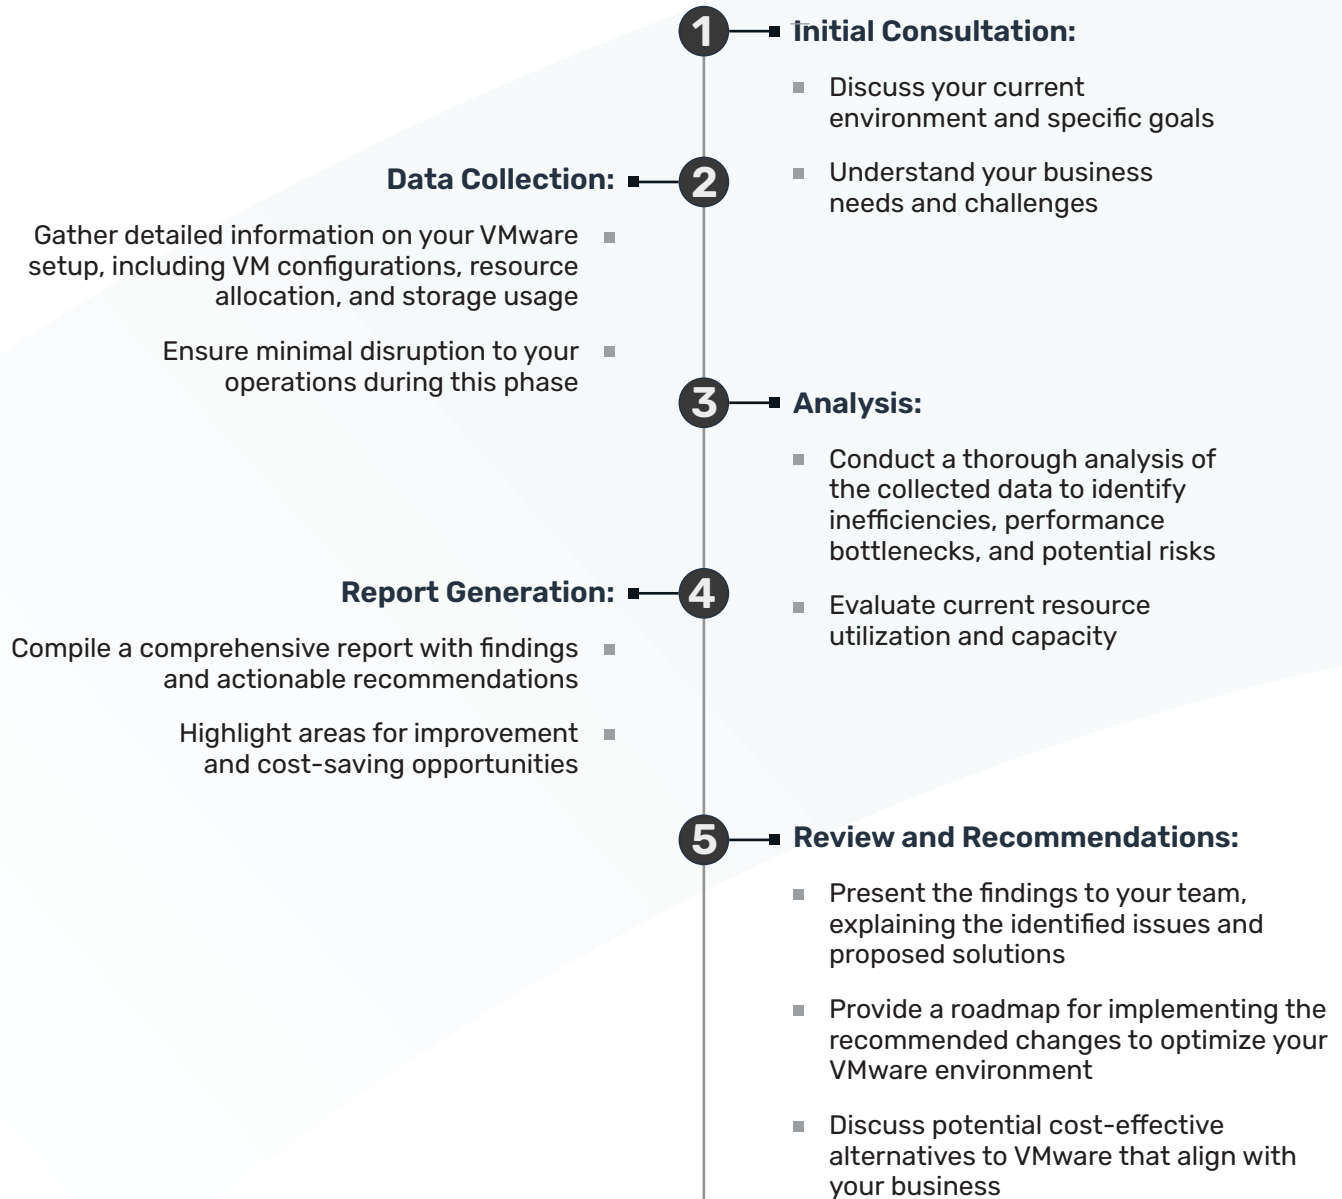 1
Initial Consultation:
Discuss your current
environment and specific goals
Understand your business
needs and challenges
2
Data Collection:
Gather detailed information on your VMware
setup, including VM configurations, resource
allocation, and storage usage
Ensure minimal disruption to your
operations during this phase
3
Analysis:
Conduct a thorough analysis of
the collected data to identify
inefficiencies, performance
bottlenecks, and potential risks
Evaluate current resource
utilization and capacity
4
Report Generation:
Compile a comprehensive report with findings
and actionable recommendations
Highlight areas for improvement
and cost-saving opportunities
5
Review and Recommendations:
Present the findings to your team,
explaining the identified issues and
proposed solutions
Provide a roadmap for implementing the
recommended changes to optimize your
VMware environment
Discuss potential cost-effective
alternatives to VMware that align with
your business